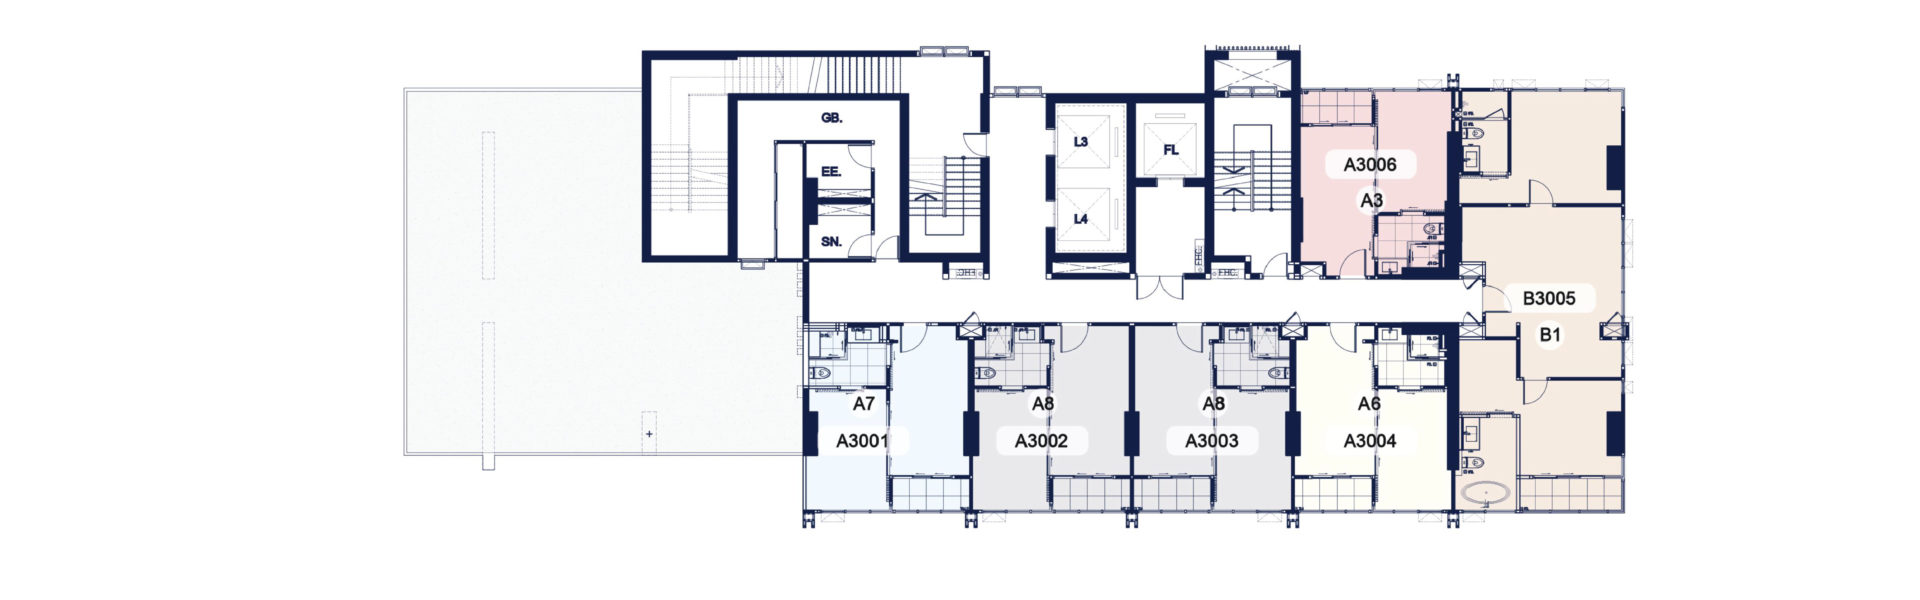 GB.
L3
FL
EE.
L4
SN.
EHC.
FHC.
FHC.
A3006
A3
B3005
B1
A7
A8
A8
A6
A3001
A3002
A3003
A3004